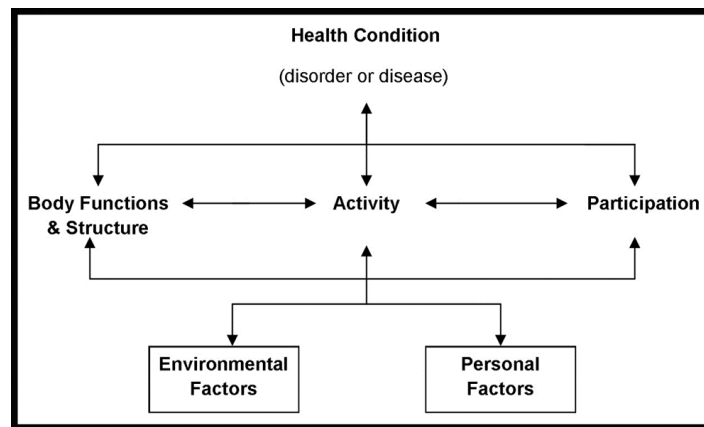 Health Condition
(disorder or disease)
Body Functions
& Structure
Activity
Participation
Environmental
Factors
Personal
Factors